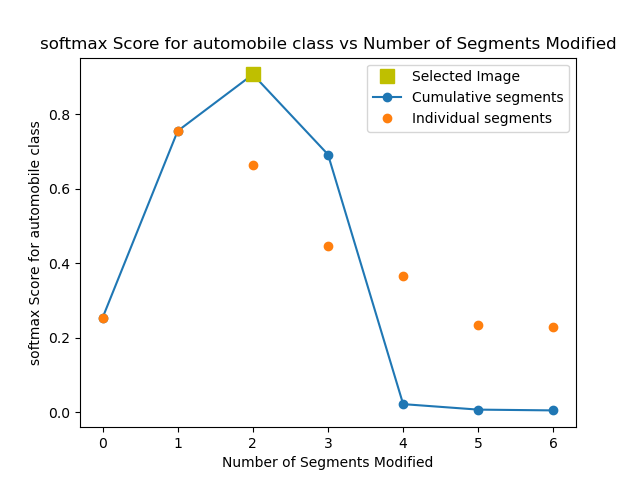 softmax Score for automobile class vs Number of Segments Modified
Selected Image
Cumulative segments
Individual segments
softmax Score for automobile class
0.8
0.6
0.4
0.2
0.0
0 1 2 3 4 5 6
Number of Segments Modified